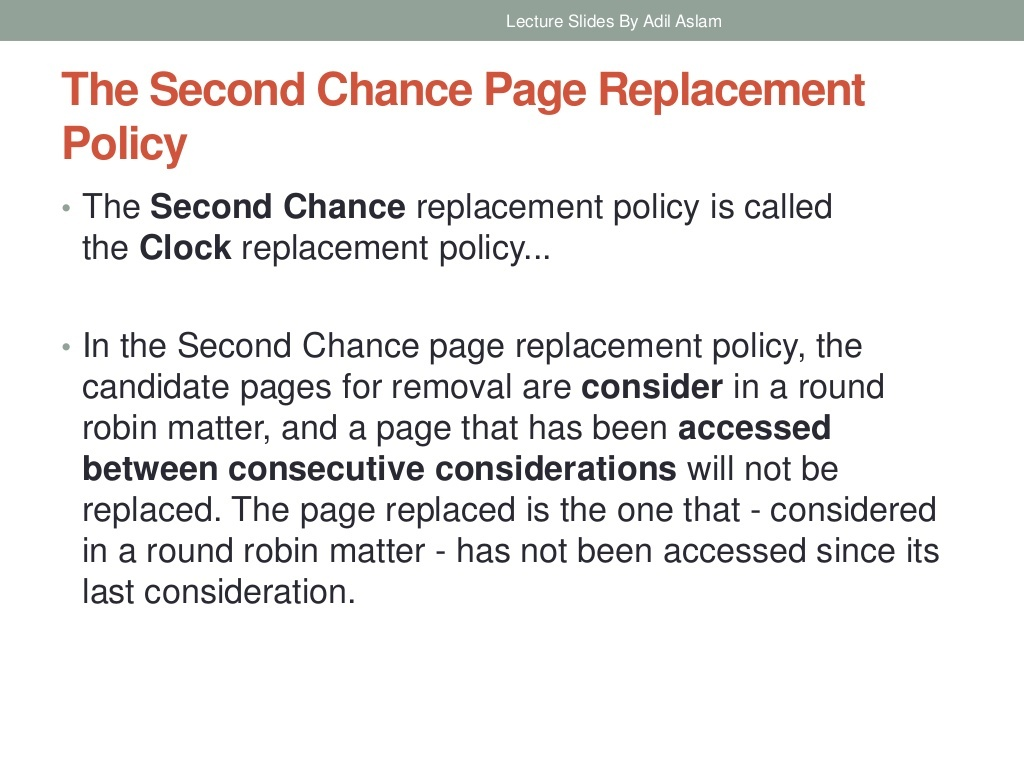 Lecture Slides By Adil Aslam
The Second Chance Page Replacement
Policy
• The Second Chance replacement policy is called
the Clock replacement policy...
• In the Second Chance page replacement policy, the
candidate pages for removal are consider in a round
robin matter, and a page that has been accessed
between consecutive considerations will not be
replaced. The page replaced is the one that - considered
in a round robin matter - has not been accessed since its
last consideration.